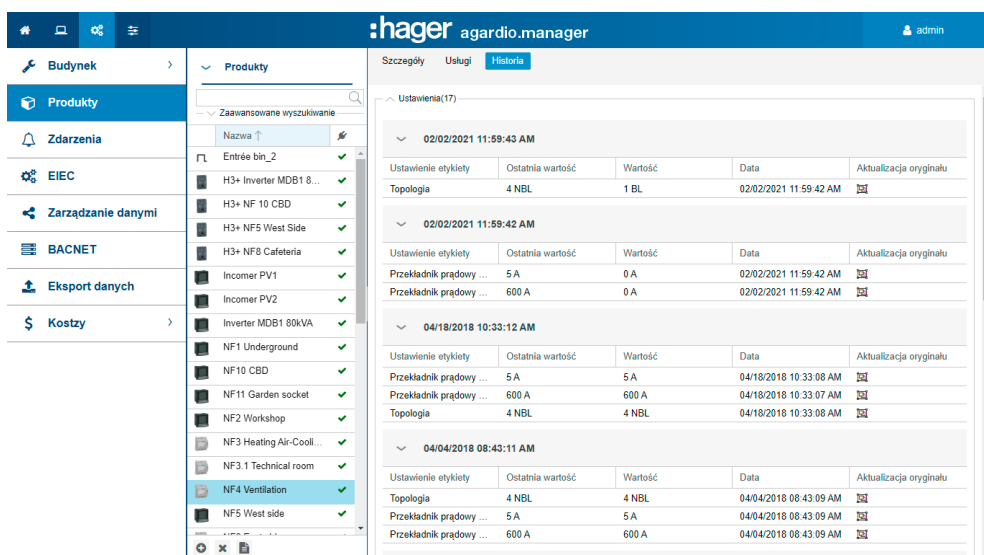 :hager agardio.manager
admin
Budynek
Produkty
Zdarzenia
EIEC
Zarządzanie danymi
BACNET
Eksport danych
Kostzy
Produkty
Zaawansowane wyszukiwanie
Nazwa
Entrée bin_2
H3+ Inverter MDB1 8...
H3+ NF 10 CBD
H3+ NF5 West Side
H3+ NF8 Cafeteria
Incomer PV1
Incomer PV2
Inverter MDB1 80kVA
NF1 Underground
NF10 CBD
NF11 Garden socket
NF2 Workshop
NF3 Heating Air-Cooli...
NF3.1 Technical room
NF4 Ventilation
NF5 West side
Szczegóły Usługi Historia
Ustawienia(17)
02/02/2021 11:59:43 AM
Ustawienie etykiety Ostatnia wartość Wartość Data Aktualizacja oryginału
Topologia 4 NBL 1 BL 02/02/2021 11:59:42 AM
02/02/2021 11:59:42 AM
Ustawienie etykiety Ostatnia wartość Wartość Data Aktualizacja oryginału
Przekładnik prądowy ... 5 A 0 A 02/02/2021 11:59:42 AM
Przekładnik prądowy ... 600 A 0 A 02/02/2021 11:59:42 AM
04/18/2018 10:33:12 AM
Ustawienie etykiety Ostatnia wartość Wartość Data Aktualizacja oryginału
Przekładnik prądowy ... 5 A 5 A 04/18/2018 10:33:08 AM
Przekładnik prądowy ... 600 A 600 A 04/18/2018 10:33:07 AM
Topologia 4 NBL 4 NBL 04/18/2018 10:33:08 AM
04/04/2018 08:43:11 AM
Ustawienie etykiety Ostatnia wartość Wartość Data Aktualizacja oryginału
Topologia 4 NBL 4 NBL 04/04/2018 08:43:09 AM
Przekładnik prądowy ... 5 A 5 A 04/04/2018 08:43:09 AM
Przekładnik prądowy ... 600 A 600 A 04/04/2018 08:43:09 AM